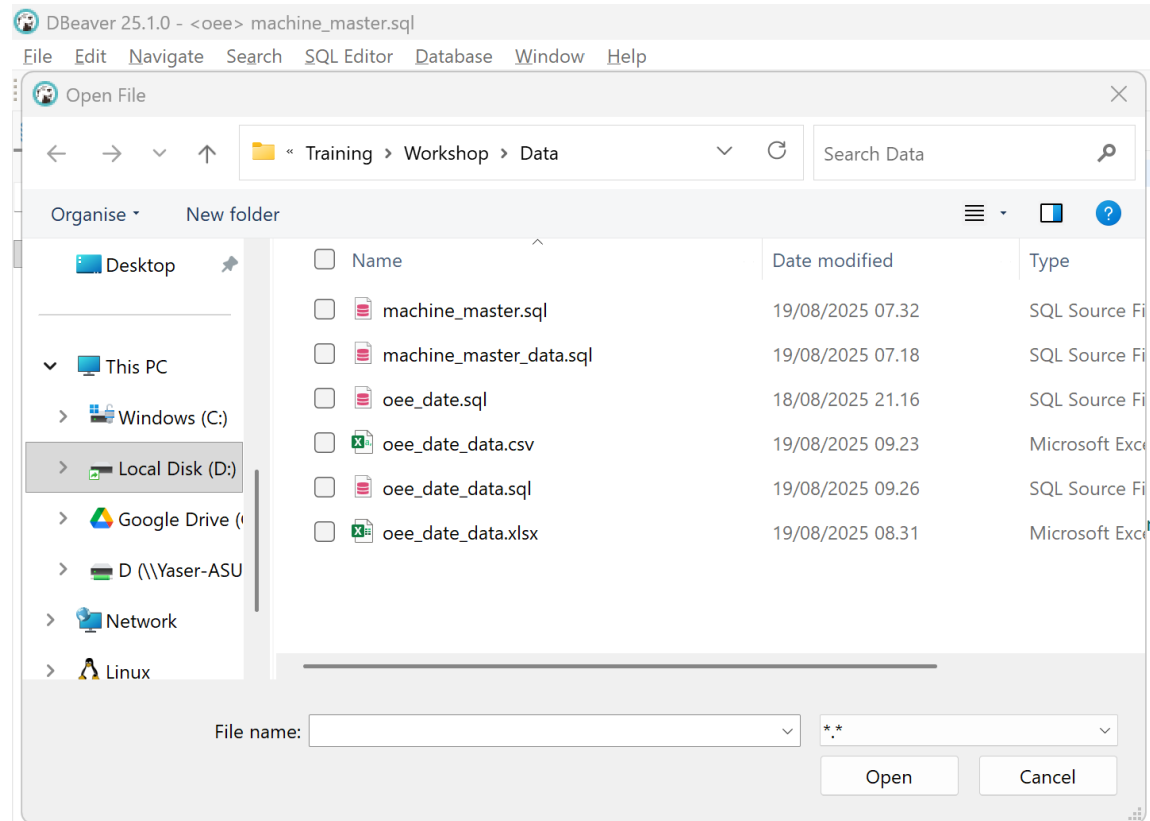 DBeaver 25.1.0 - <oee> machine_master.sql
File Edit Navigate Search SQL Editor Database Window Help
Open File
« Training > Workshop > Data
Search Data
Organise New folder
?
Name Date modified Type
Desktop
This PC
Windows (C:)
Local Disk (D:)
Google Drive (
D (\\Yaser-ASU
Network
Linux
machine_master.sql 19/08/2025 07.32 SQL Source Fi
machine_master_data.sql 19/08/2025 07.18 SQL Source Fi
oee_date.sql 18/08/2025 21.16 SQL Source Fi
oee_date_data.csv 19/08/2025 09.23 Microsoft Exce
oee_date_data.sql 19/08/2025 09.26 SQL Source Fi
oee_date_data.xlsx 19/08/2025 08.31 Microsoft Exce
File name:
*.*
Open Cancel